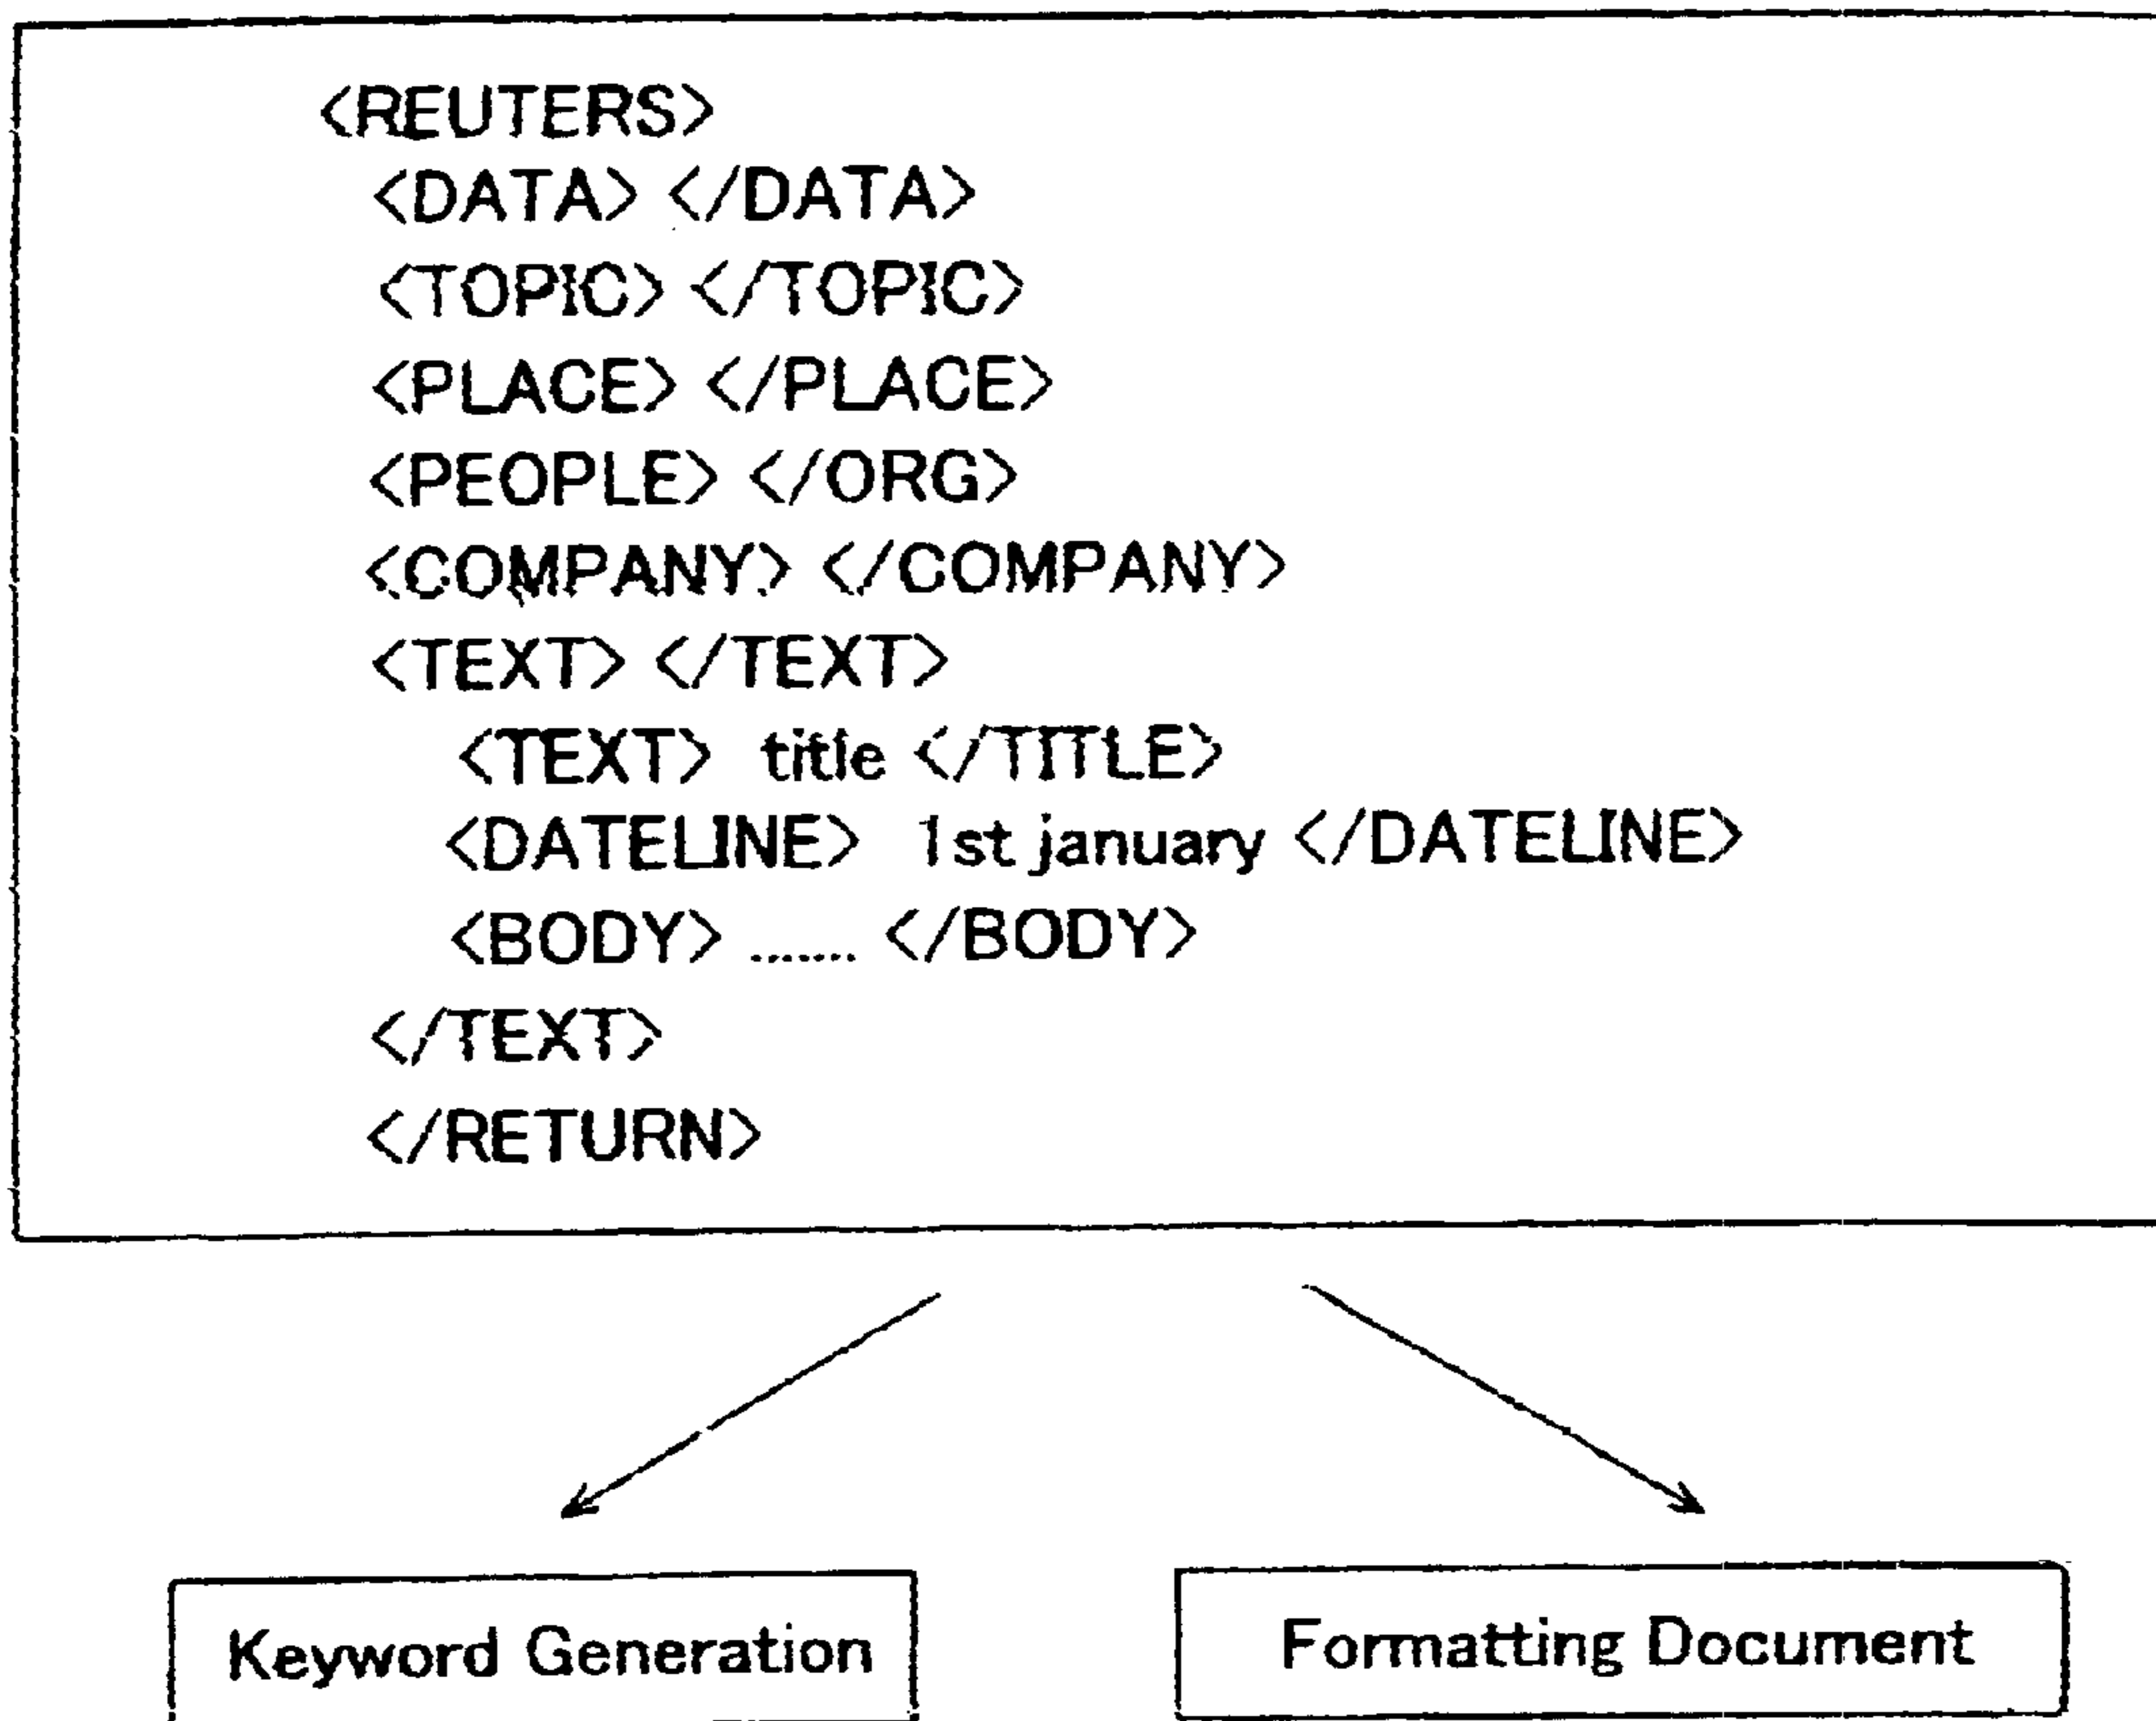 <REUTERS>
<DATA> </DATA>
<TOPIC> </TOPIC>
<PLACE> </PLACE>
<PEOPLE> </ORG>
<COMPANY> </COMPANY>
<TEXT> </TEXT>
<TEXT> title </TITLE>
<DATELINE> 1st january </DATELINE>
<BODY> ....... </BODY>
</TEXT>
</RETURN>
Keyword Generation
Formatting Document